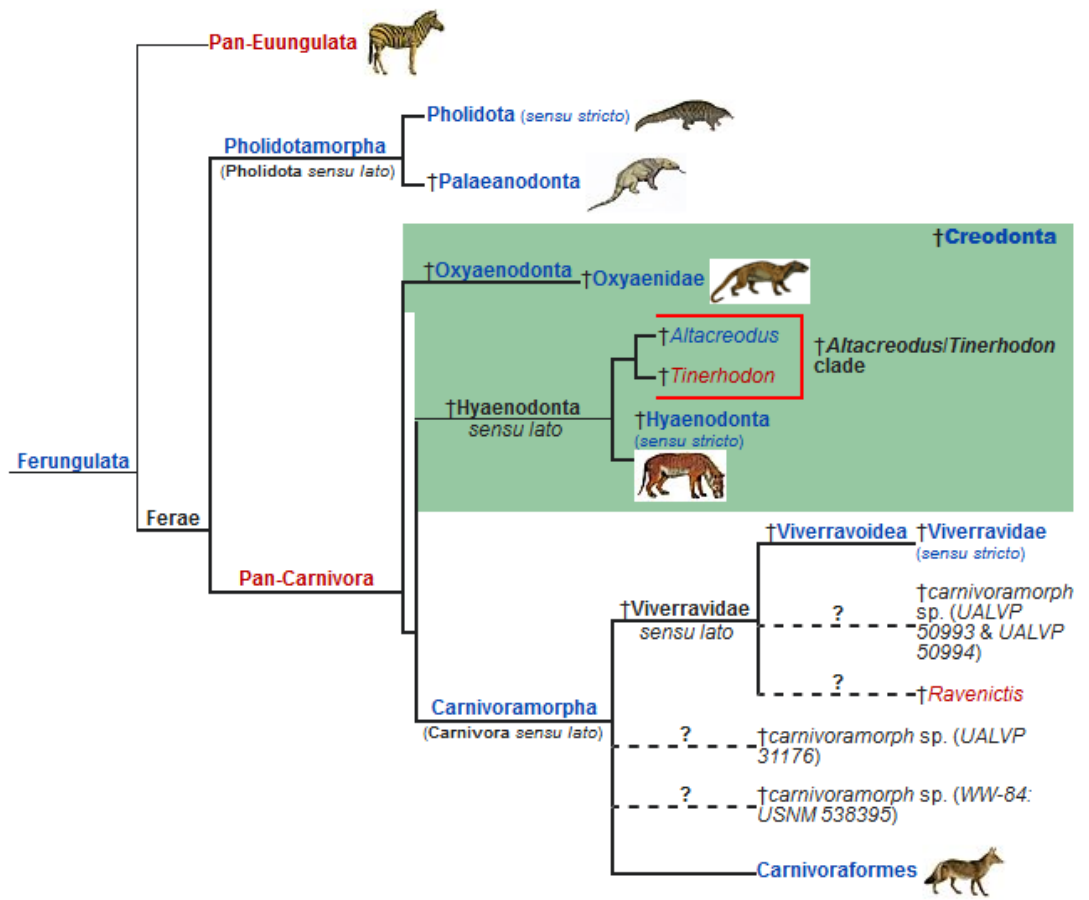 Pan-Euungulata
Pholidota (sensu stricto)
Pholidotamorpha
(Pholidota sensu lato)
†Palaeanodonta
†Creodonta
†Oxyaenodonta
†Oxyaenidae
†Altacreodus
†Altacreodus/Tinerhodon
clade
†Tinerhodon
†Hyaenodonta
sensu lato
†Hyaenodonta
(sensu stricto)
Ferungulata
Ferae
Pan-Carnivora
†Viverravoidea
†Viverravidae
(sensu stricto)
†Viverravidae
sensu lato
?
†carnivoramorph
sp. (UALVP
50993 & UALVP
50994)
?
†Ravenictis
Carnivoramorpha
(Carnivora sensu lato)
?
†carnivoramorph sp. (UALVP
31176)
?
†carnivoramorph sp. (WW-84:
USNM 538395)
Carnivoraformes